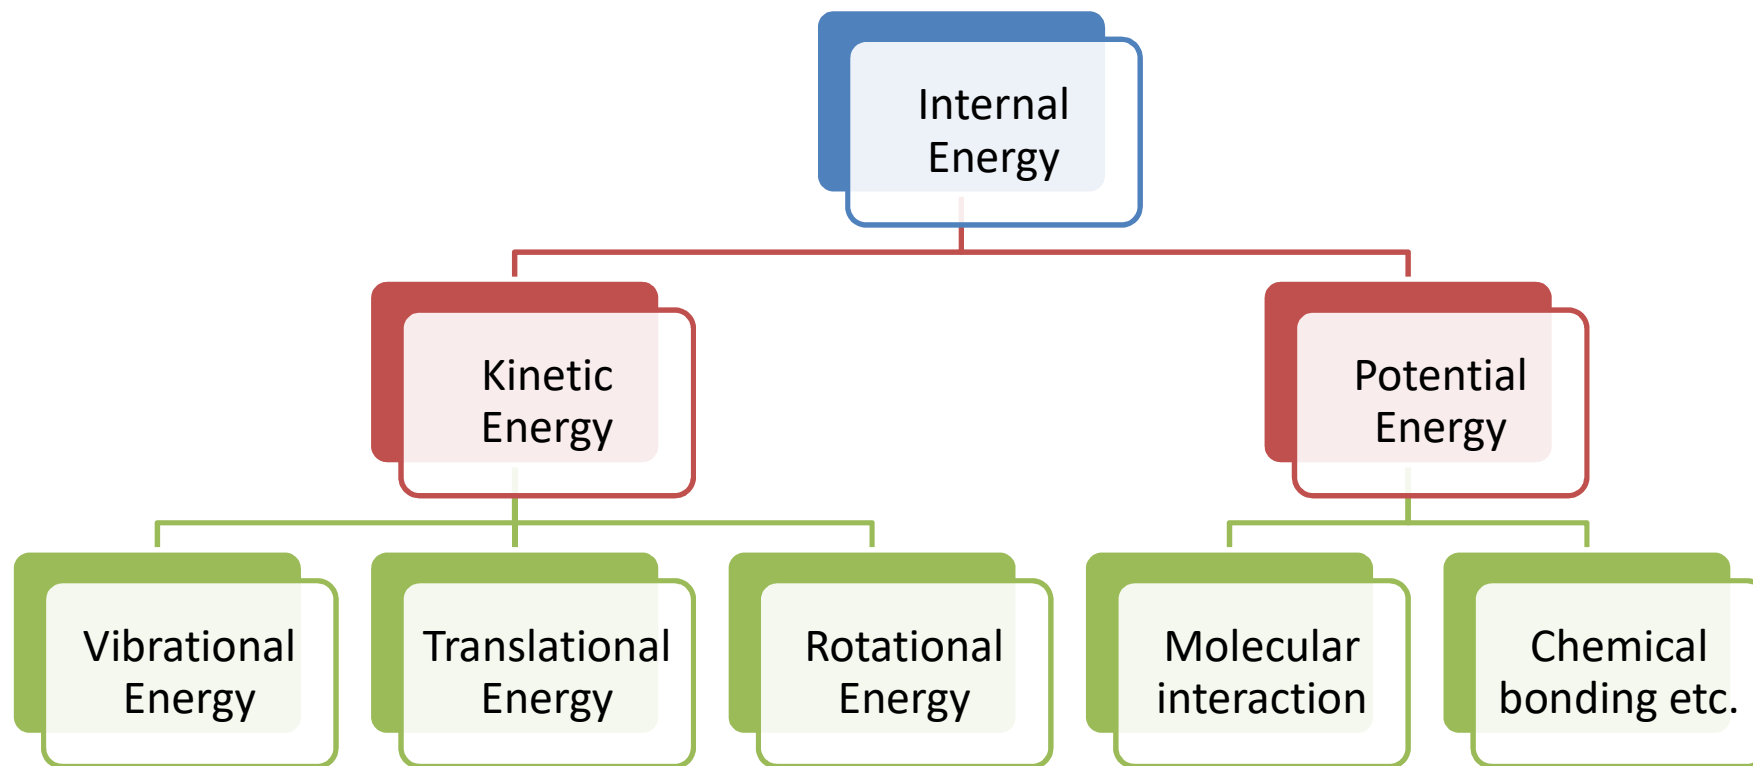 Internal
Energy
Kinetic
Energy
Potential
Energy
Vibrational
Energy
Translational
Energy
Rotational
Energy
Molecular
interaction
Chemical
bonding etc.